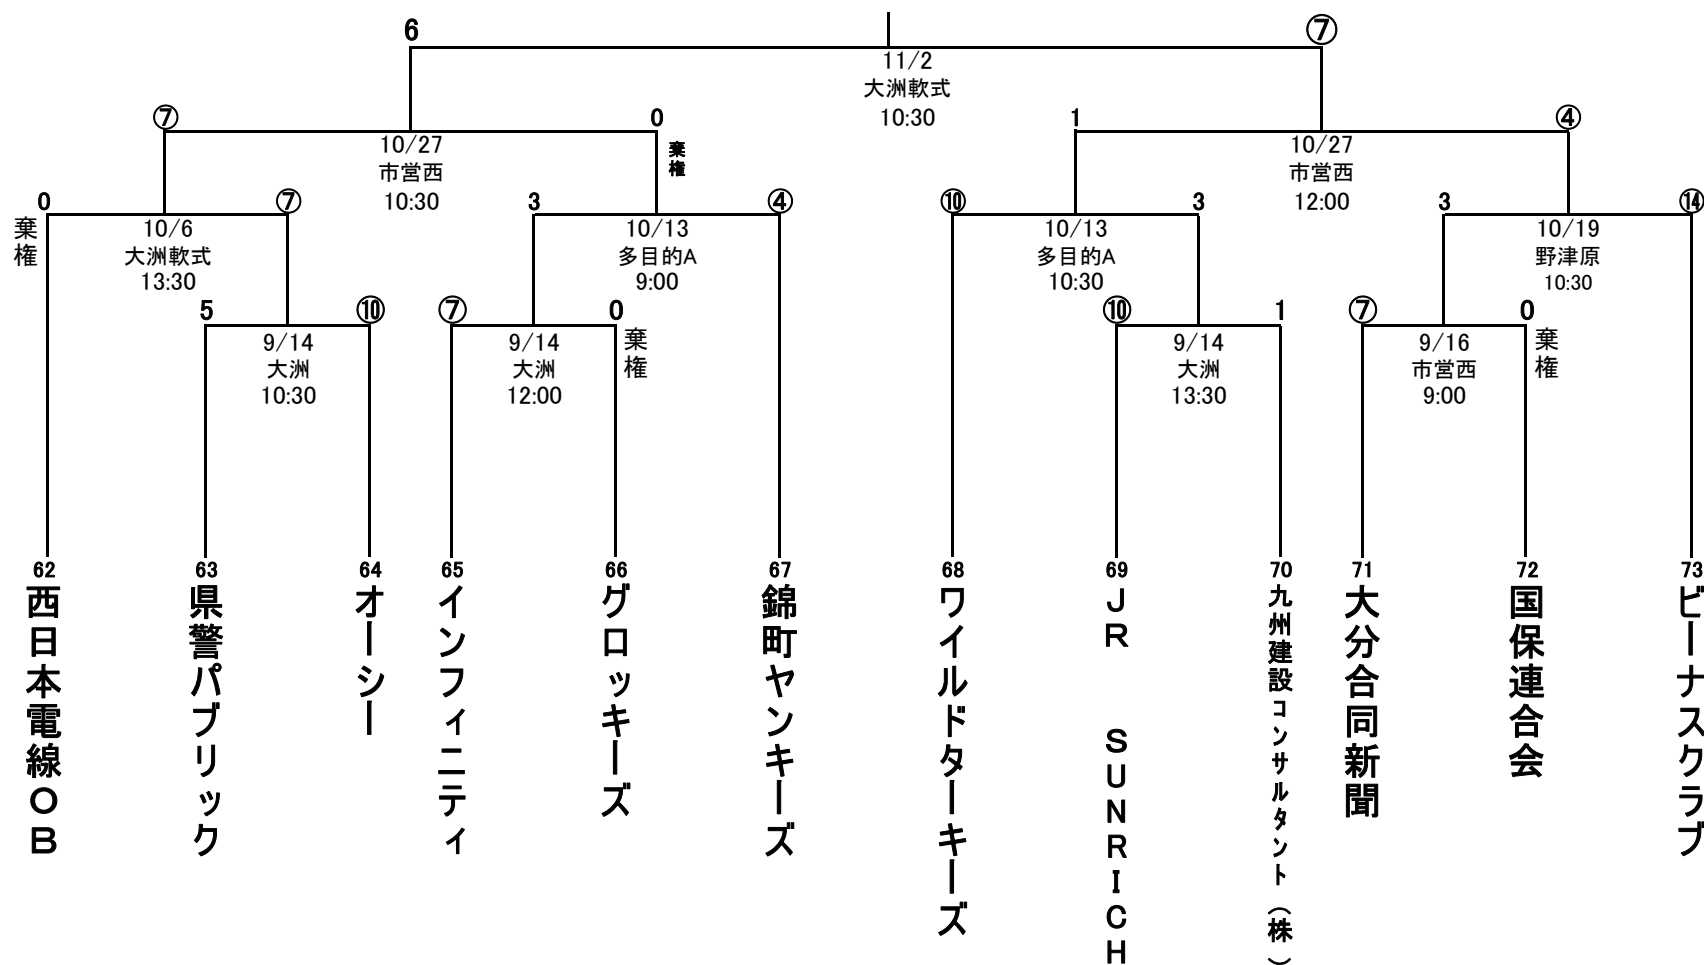 6 ⑦
11/2
大洲軟式
10:30
⑦ 0 1 ④
棄権
10/27
市営西
10:30
10/27
市営西
12:00
0 ⑦ 3 ④ ⑩ 3 3 ⑭
棄権
10/6
大洲軟式
13:30
10/13
多目的A
9:00
10/13
多目的A
10:30
10/19
野津原
10:30
5 ⑩ ⑦ 0 ⑩ 1 ⑦ 0
9/14
大洲
10:30
9/14
大洲
12:00
棄権
9/14
大洲
13:30
9/16
市営西
9:00
棄権
62
西日本電線OB
63
県警パブリック
64
オーシー
65
インフィニティ
66
グロッキーズ
67
錦町ヤンキーズ
68
ワイルドターキーズ
69
JR SUNRICH
70
九州建設コンサルタント(株)
71
大分合同新聞
72
国保連合会
73
ビーナスクラブ